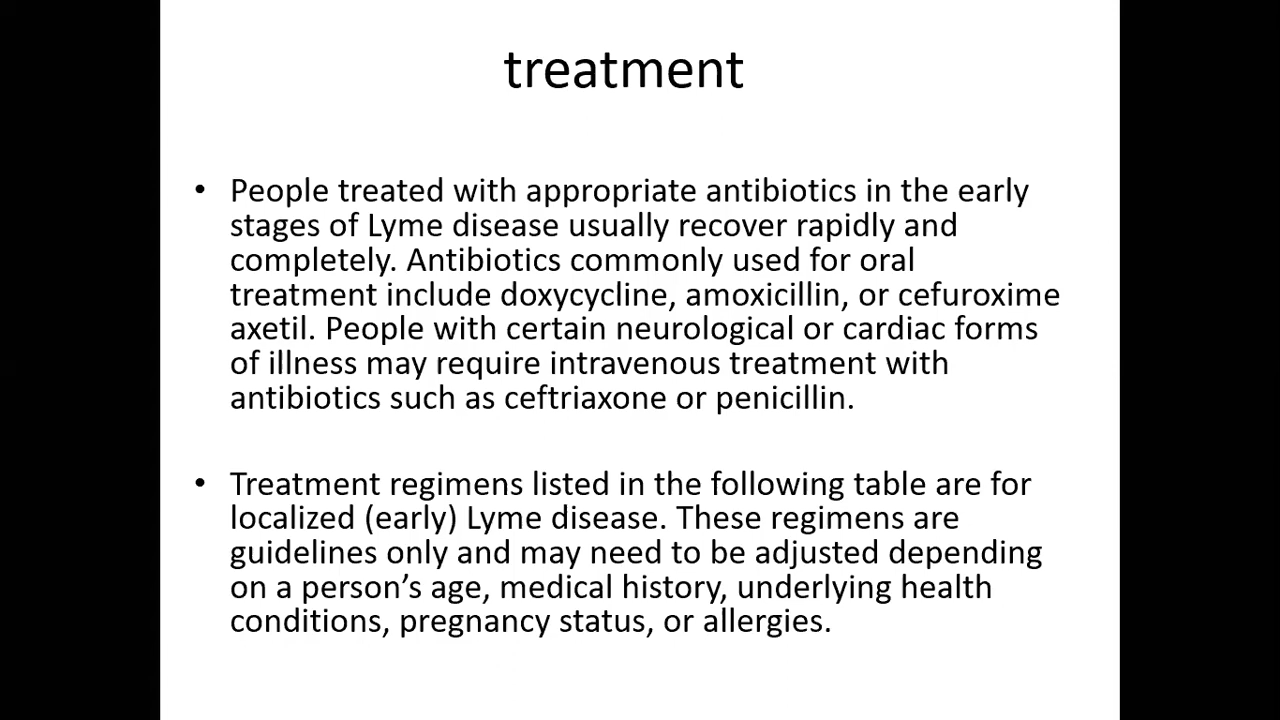 treatment
• People treated with appropriate antibiotics in the early
stages of Lyme disease usually recover rapidly and
completely. Antibiotics commonly used for oral
treatment include doxycycline, amoxicillin, or cefuroxime
axetil. People with certain neurological or cardiac forms
of illness may require intravenous treatment with
antibiotics such as ceftriaxone or penicillin.
• Treatment regimens listed in the following table are for
localized (early) Lyme disease. These regimens are
guidelines only and may need to be adjusted depending
on a person’s age, medical history, underlying health
conditions, pregnancy status, or allergies.